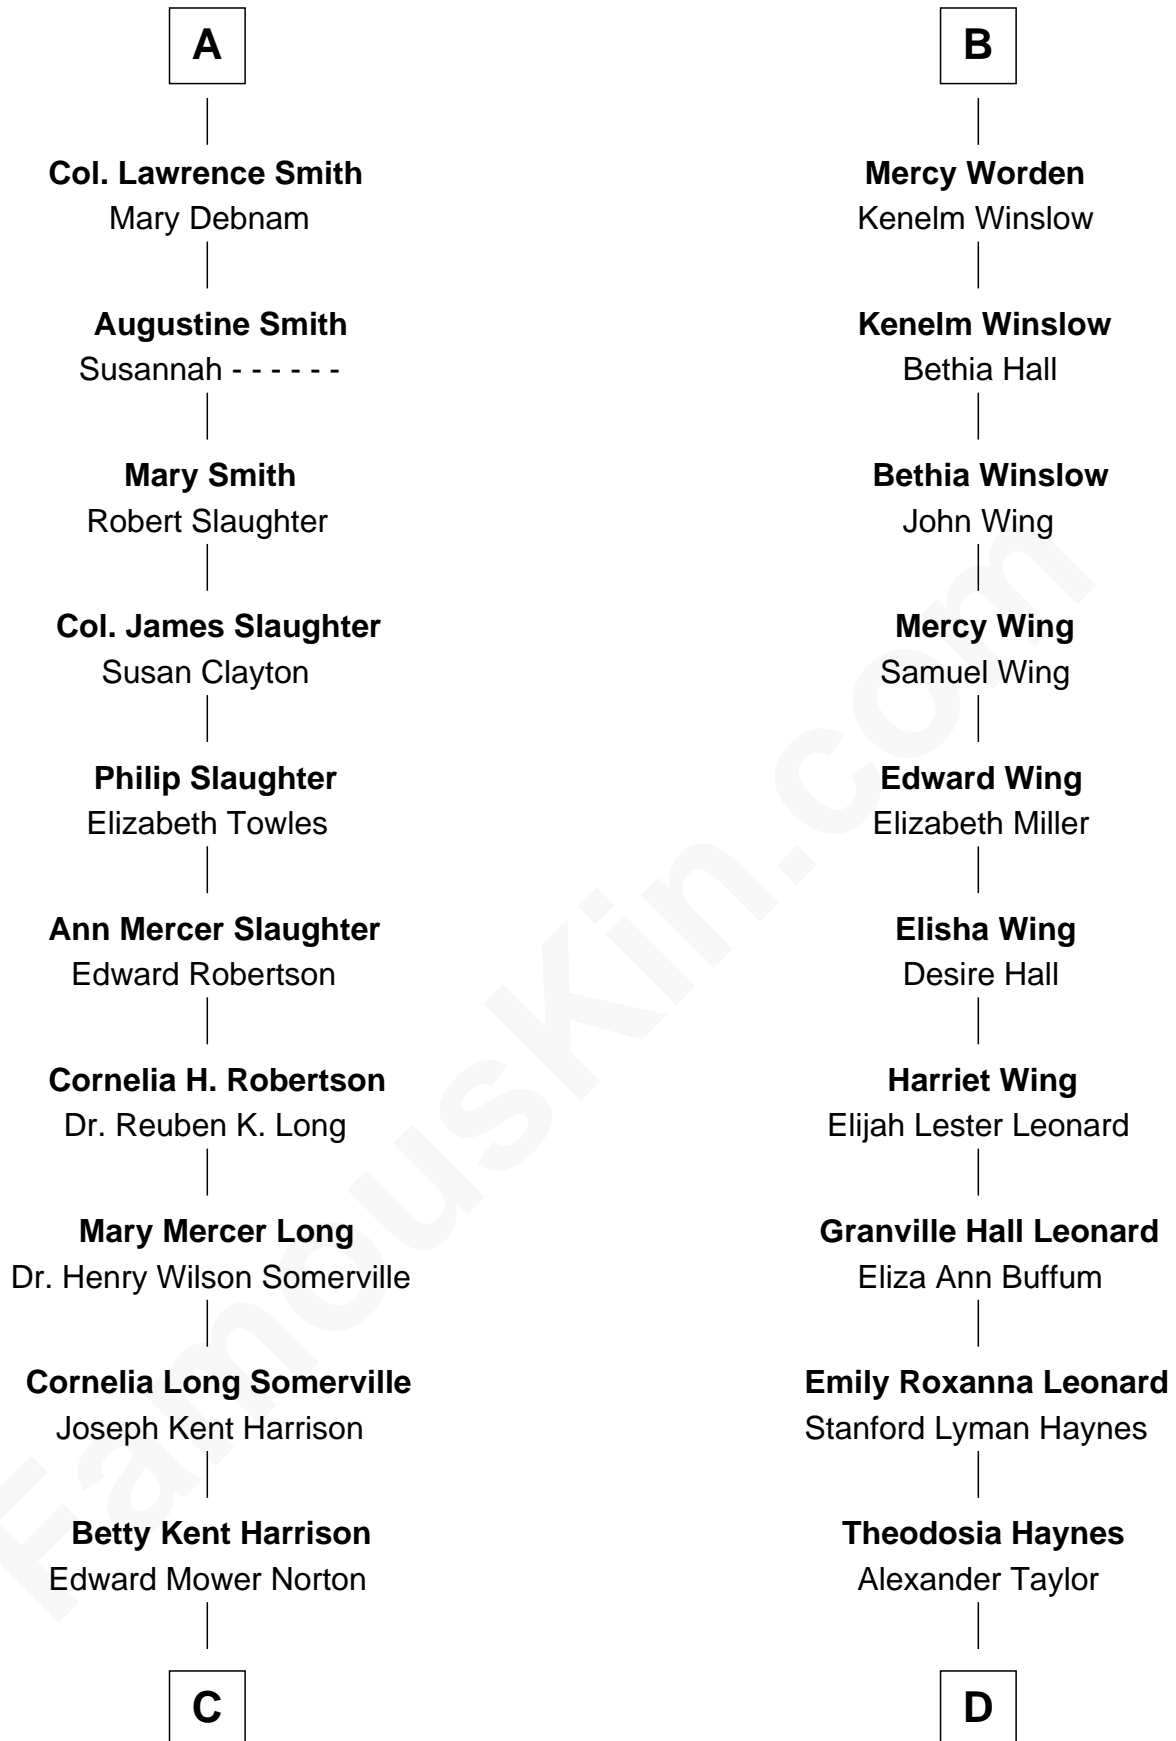 A
Col. Lawrence Smith
Mary Debnam
Augustine Smith
Susannah - - - - - -
Mary Smith
Robert Slaughter
Col. James Slaughter
Susan Clayton
Philip Slaughter
Elizabeth Towles
Ann Mercer Slaughter
Edward Robertson
Cornelia H. Robertson
Dr. Reuben K. Long
Mary Mercer Long
Dr. Henry Wilson Somerville
Cornelia Long Somerville
Joseph Kent Harrison
Betty Kent Harrison
Edward Mower Norton
C
B
Mercy Worden
Kenelm Winslow
Kenelm Winslow
Bethia Hall
Bethia Winslow
John Wing
Mercy Wing
Samuel Wing
Edward Wing
Elizabeth Miller
Elisha Wing
Desire Hall
Harriet Wing
Elijah Lester Leonard
Granville Hall Leonard
Eliza Ann Buffum
Emily Roxanna Leonard
Stanford Lyman Haynes
Theodosia Haynes
Alexander Taylor
D
FamousKin.com